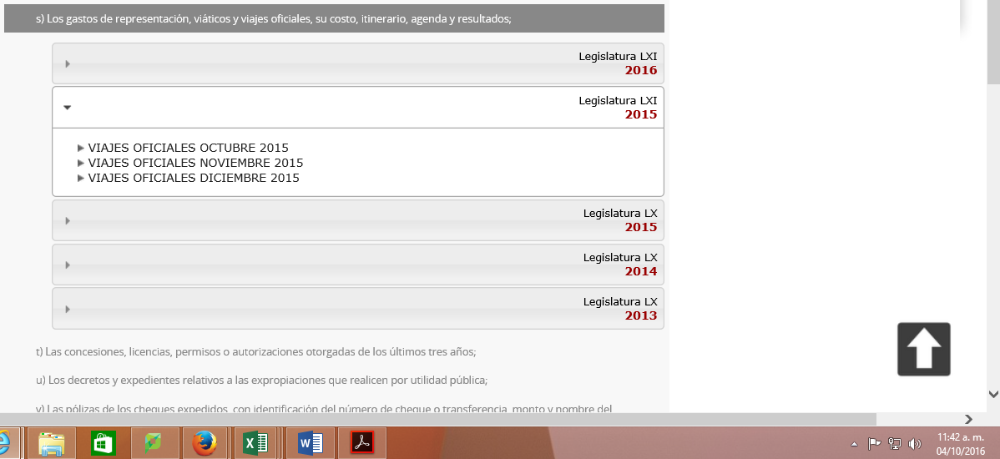 s) Los gastos de representación, viáticos y viajes oficiales, su costo, itinerario, agenda y resultados;
Legislatura LXI
2016
Legislatura LXI
2015
VIAJES OFICIALES OCTUBRE 2015
VIAJES OFICIALES NOVIEMBRE 2015
VIAJES OFICIALES DICIEMBRE 2015
Legislatura LX
2015
Legislatura LX
2014
Legislatura LX
2013
t) Las concesiones, licencias, permisos o autorizaciones otorgadas de los últimos tres años;
u) Los decretos y expedientes relativos a las expropiaciones que realicen por utilidad pública;
v) Las pólizas de los cheques expedidos, con identificación del número de cheque o transferencia, monto y nombre del
11:42 a. m.
04/10/2016